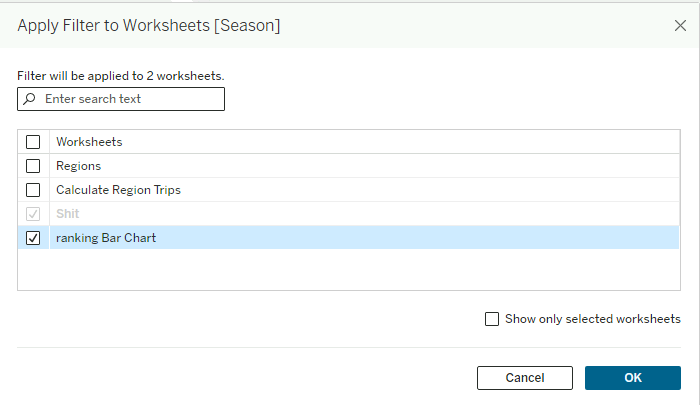 Apply Filter to Worksheets [Season]
Filter will be applied to 2 worksheets.
Enter search text
Worksheets
Regions
Calculate Region Trips
Shit
ranking Bar Chart
Show only selected worksheets
Cancel
OK